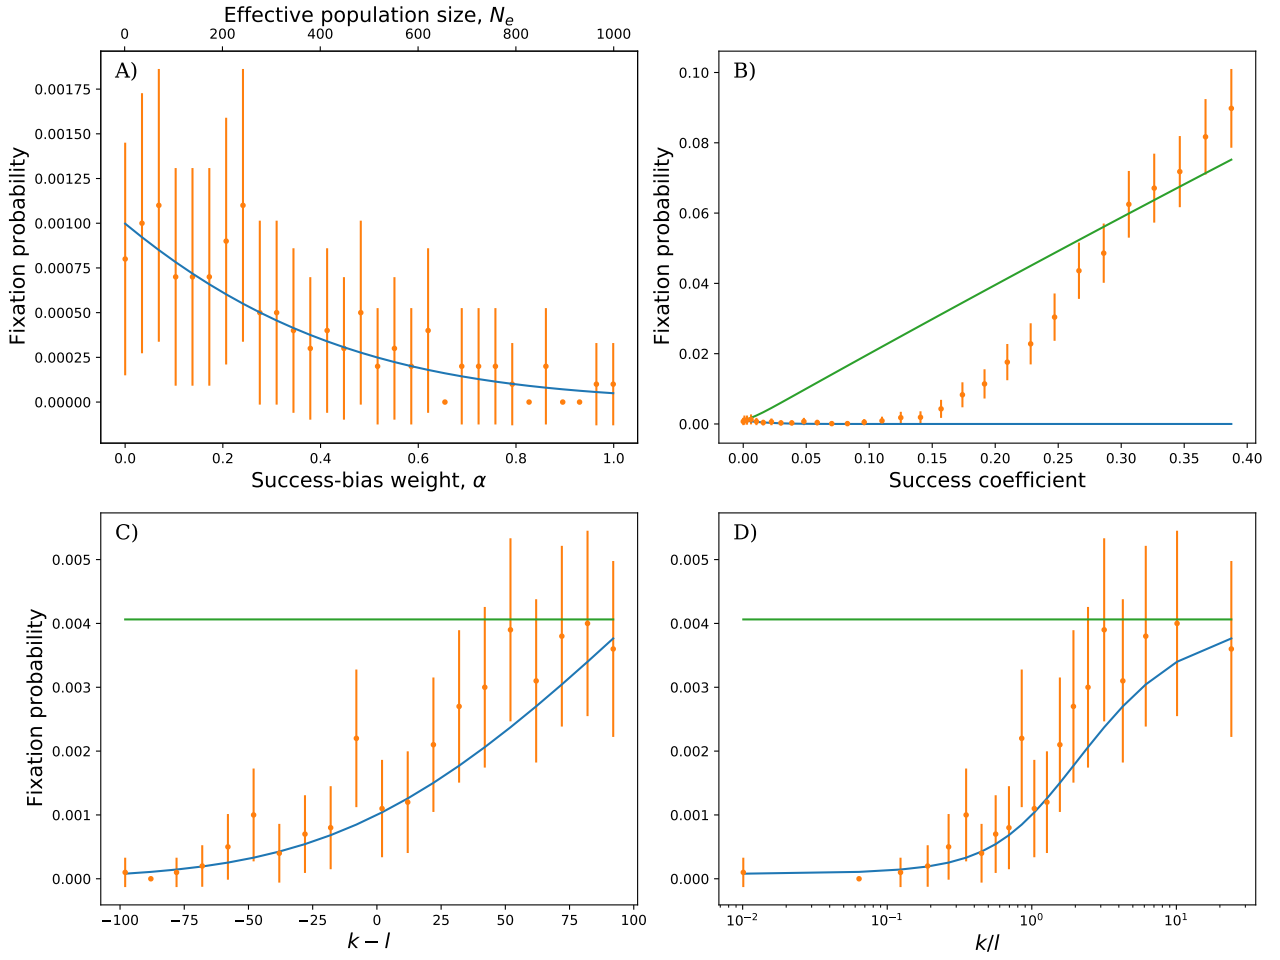 Effective population size, Nₑ
0 200 400 600 800 1000
A)
0.00175
0.00150
0.00125
0.00100
0.00075
0.00050
0.00025
0.00000
Fixation probability
0.0 0.2 0.4 0.6 0.8 1.0
Success-bias weight, α
B)
0.10
0.08
0.06
0.04
0.02
0.00
Fixation probability
0.00 0.05 0.10 0.15 0.20 0.25 0.30 0.35 0.40
Success coefficient
C)
0.005
0.004
0.003
0.002
0.001
0.000
Fixation probability
−100 −75 −50 −25 0 25 50 75 100
k − l
D)
0.005
0.004
0.003
0.002
0.001
0.000
10⁻² 10⁻¹ 10⁰ 10¹
k/l